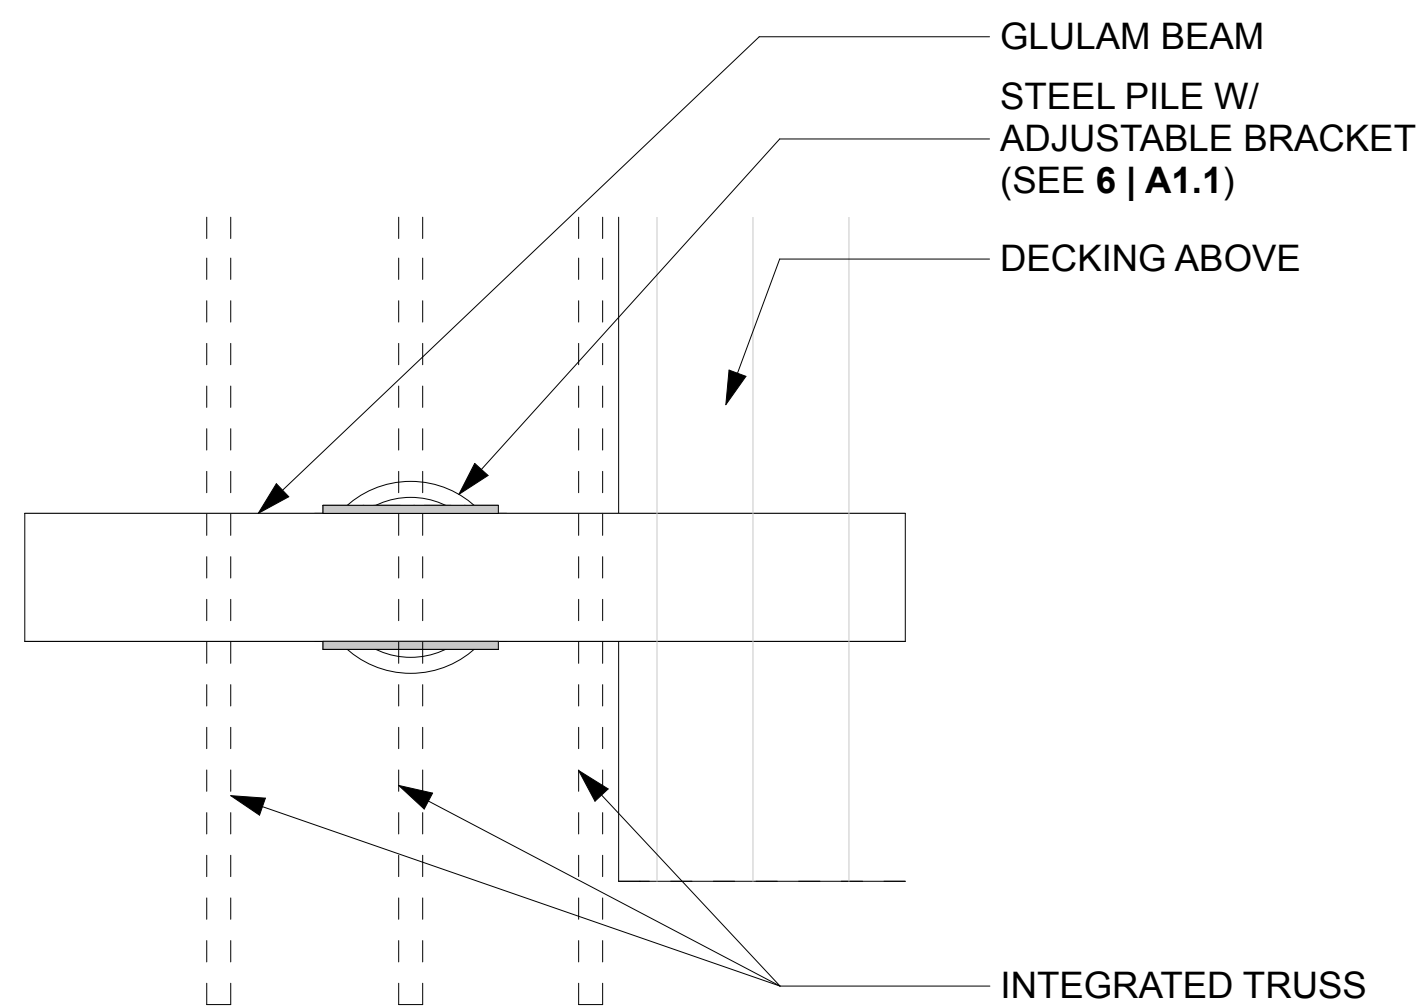 GLULAM BEAM
STEEL PILE W/
ADJUSTABLE BRACKET
(SEE 6 | A1.1)
DECKING ABOVE
INTEGRATED TRUSS